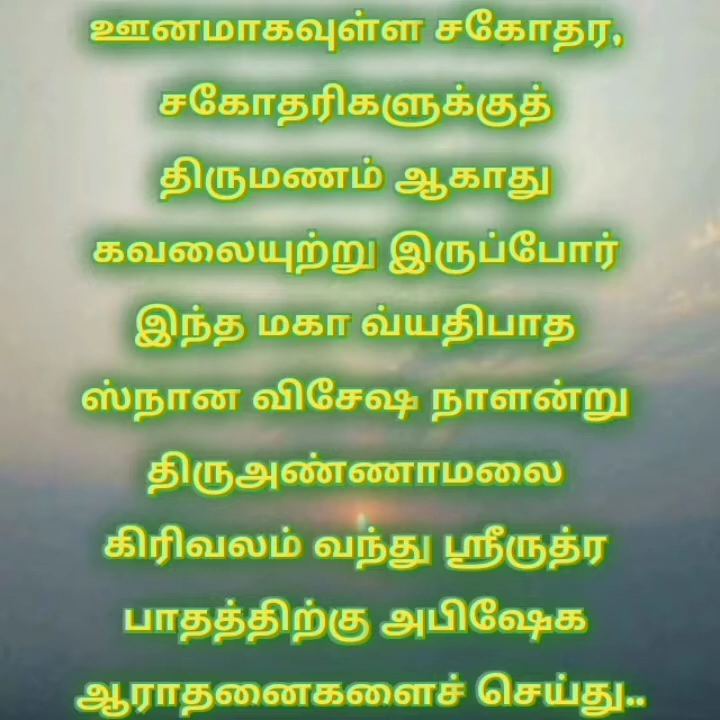 ஊனமாகவுள்ள சகோதர,
சகோதரிகளுக்குத்
திருமணம் ஆகாது
கவலையுற்று இருப்போர்
இந்த மகா வ்யதிபாத
ஸ்நான விசேஷ நாளன்று
திருஅண்ணாமலை
கிரிவலம் வந்து ஸ்ரீருத்ர
பாதத்திற்கு அபிஷேக
ஆராதனைகளைச் செய்து..